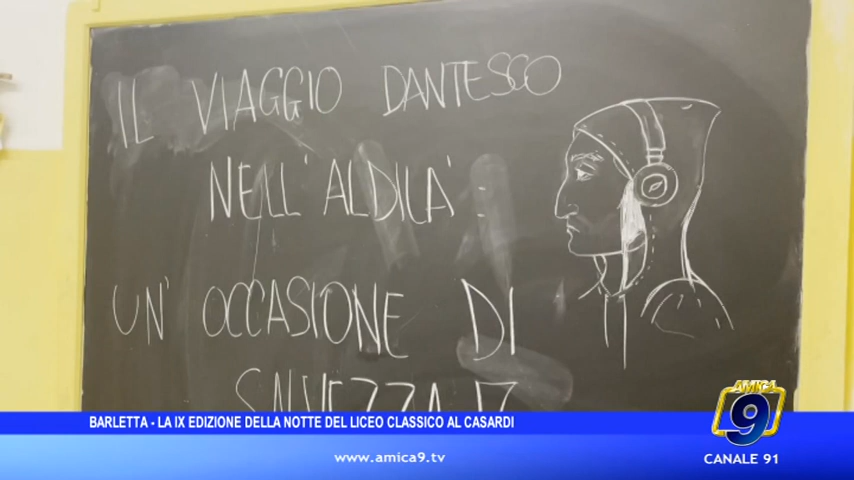 IL VIAGGIO DANTESCO
NELL'ALDILÀ:
UN'OCCASIONE DI
SALVEZZA
BARLETTA - LA IX EDIZIONE DELLA NOTTE DEL LICEO CLASSICO AL CASARDI
www.amica9.tv
AMICA
9
CANALE 91